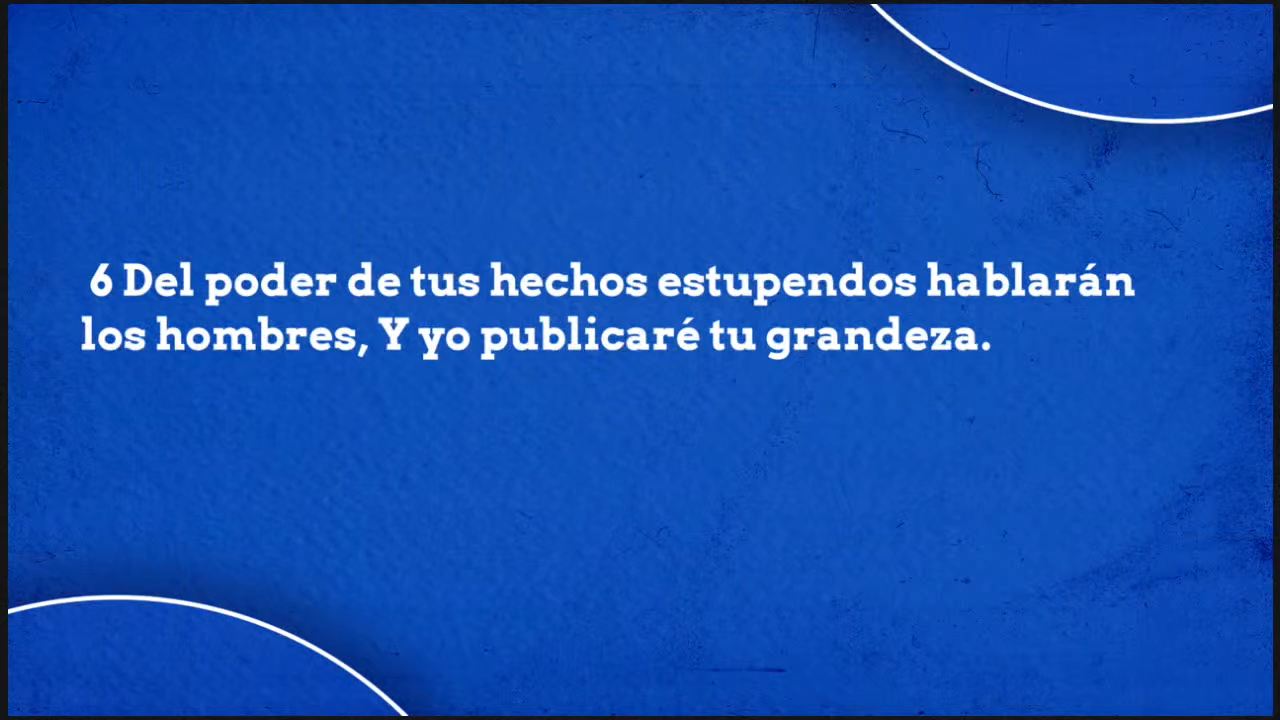 6 Del poder de tus hechos estupendos hablarán
los hombres, Y yo publicaré tu grandeza.